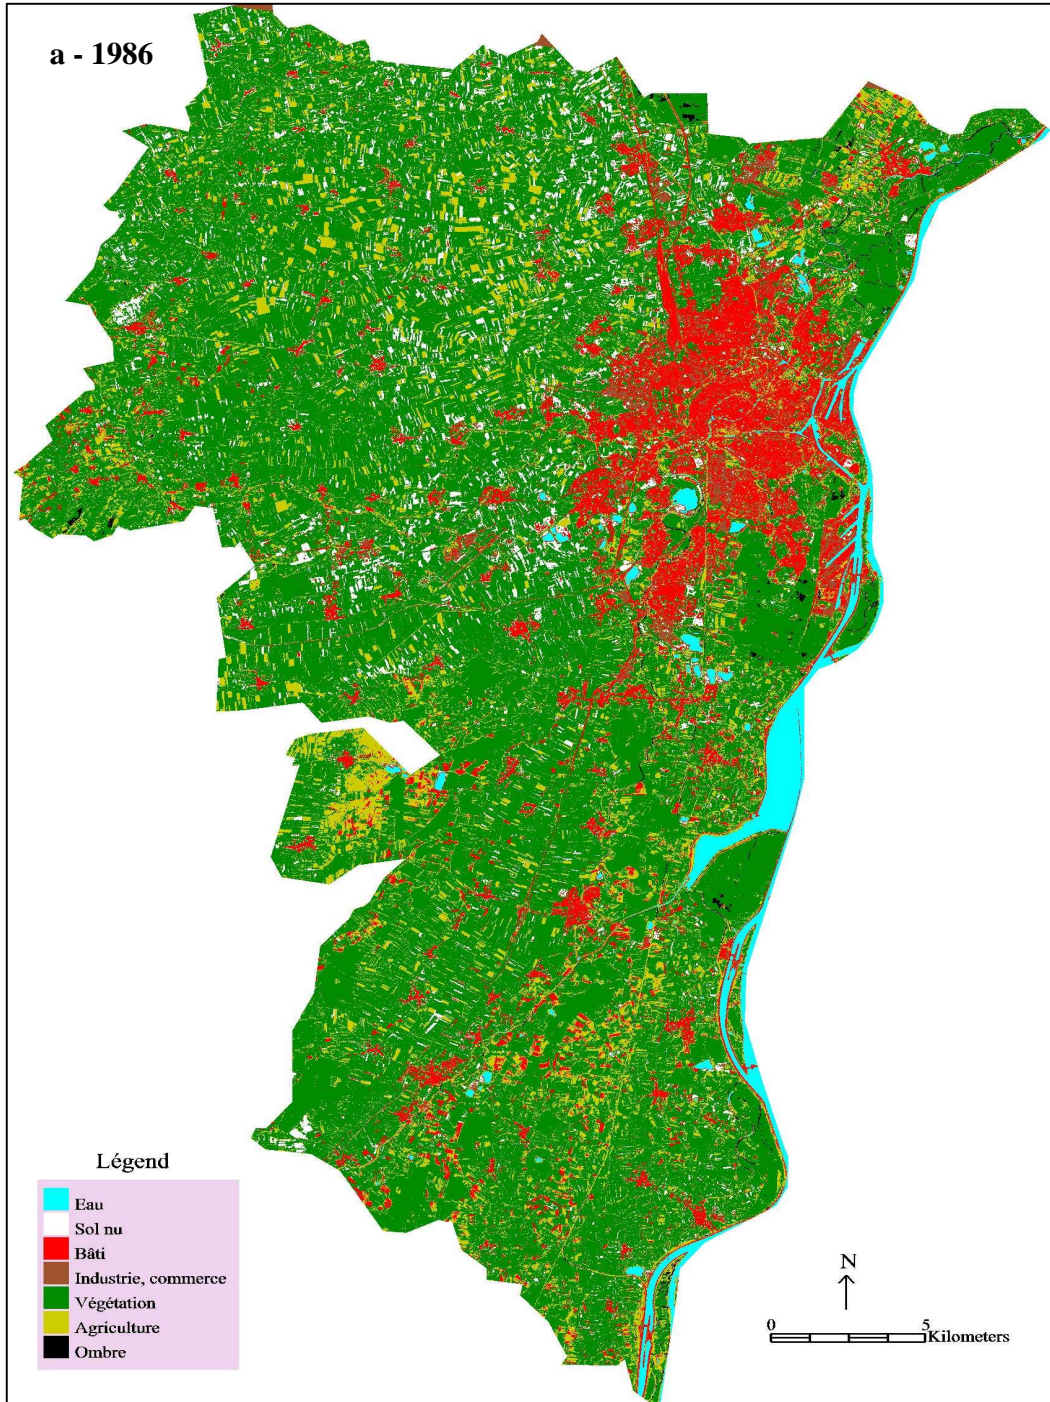 a - 1986
Légend
Eau
Sol nu
Bâti
Industrie, commerce
Végétation
Agriculture
Ombre
N
0 5
Kilometers